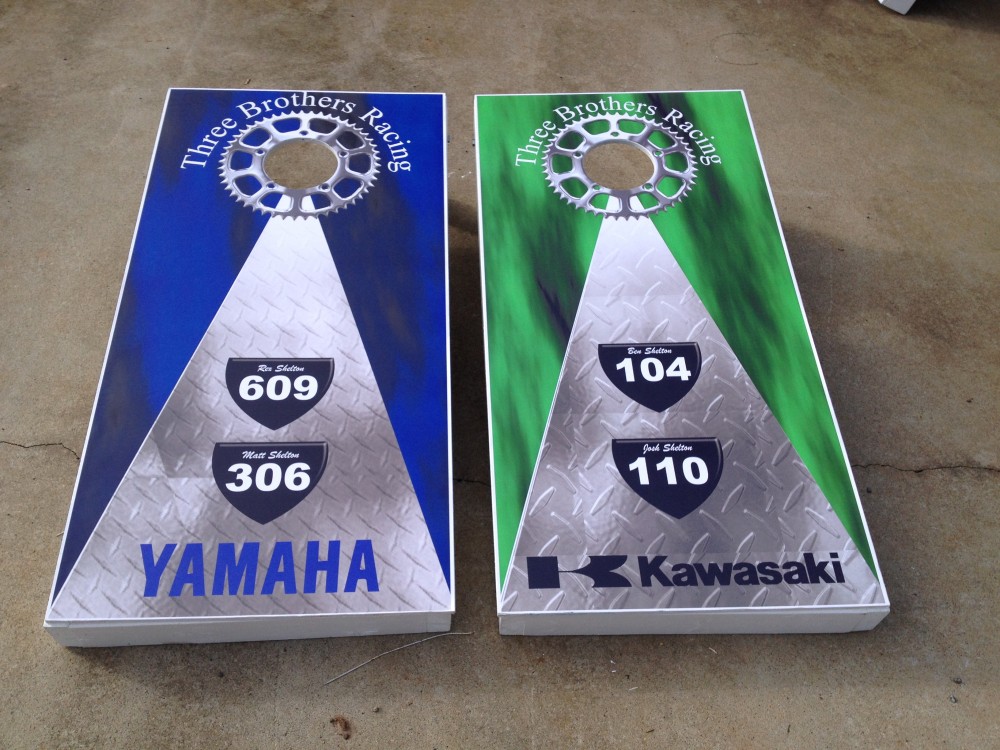 Three Brothers Racing
Rex Shelton
609
Matt Shelton
306
YAMAHA
Three Brothers Racing
Ben Shelton
104
Josh Shelton
110
Kawasaki